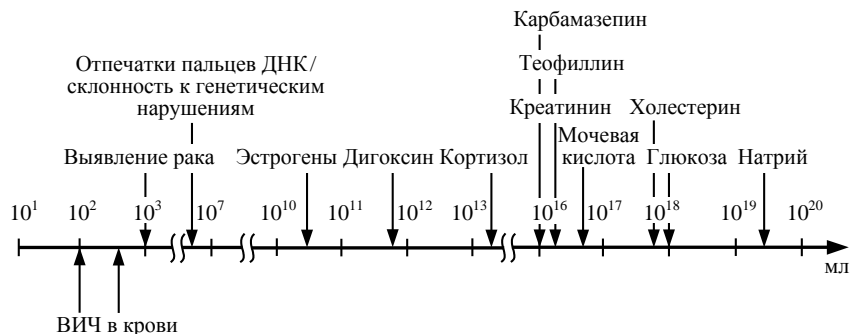 Карбамазепин
Отпечатки пальцев ДНК/
склонность к генетическим
нарушениям
Теофиллин
Креатинин
Холестерин
Выявление рака
Эстрогены
Дигоксин
Кортизол
Мочевая
кислота
Глюкоза
Натрий
10¹ 10² 10³ 10⁷ 10¹⁰ 10¹¹ 10¹² 10¹³ 10¹⁶ 10¹⁷ 10¹⁸ 10¹⁹ 10²⁰
мл
ВИЧ в крови